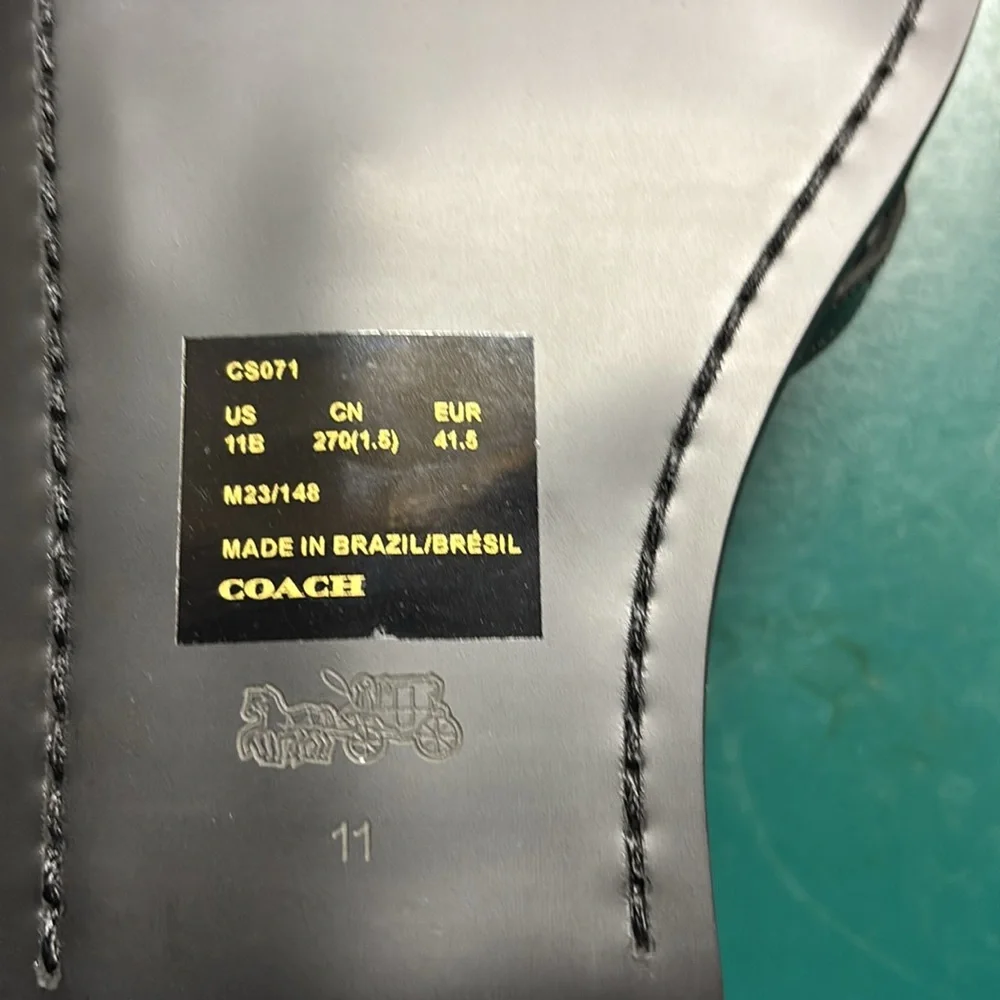 CS071
US CN EUR
11B 270(1.5) 41.5
M23/148
MADE IN BRAZIL/BRÉSIL
COACH
11